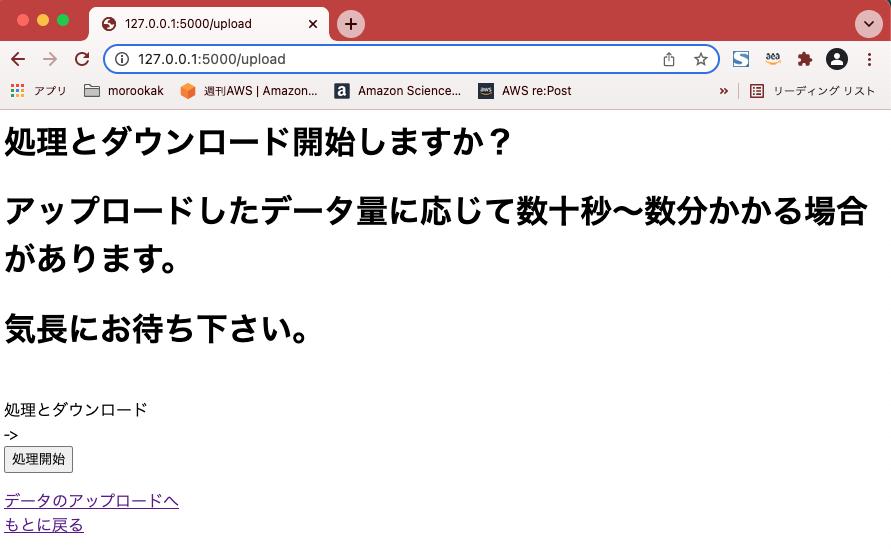 127.0.0.1:5000/upload
127.0.0.1:5000/upload
アプリ morookak 週刊AWS | Amazon... Amazon Science... AWS re:Post » リーディング リスト
処理とダウンロード開始しますか？
アップロードしたデータ量に応じて数十秒〜数分かかる場合
があります。
気長にお待ち下さい。
処理とダウンロード
->
処理開始
データのアップロードへ
もとに戻る